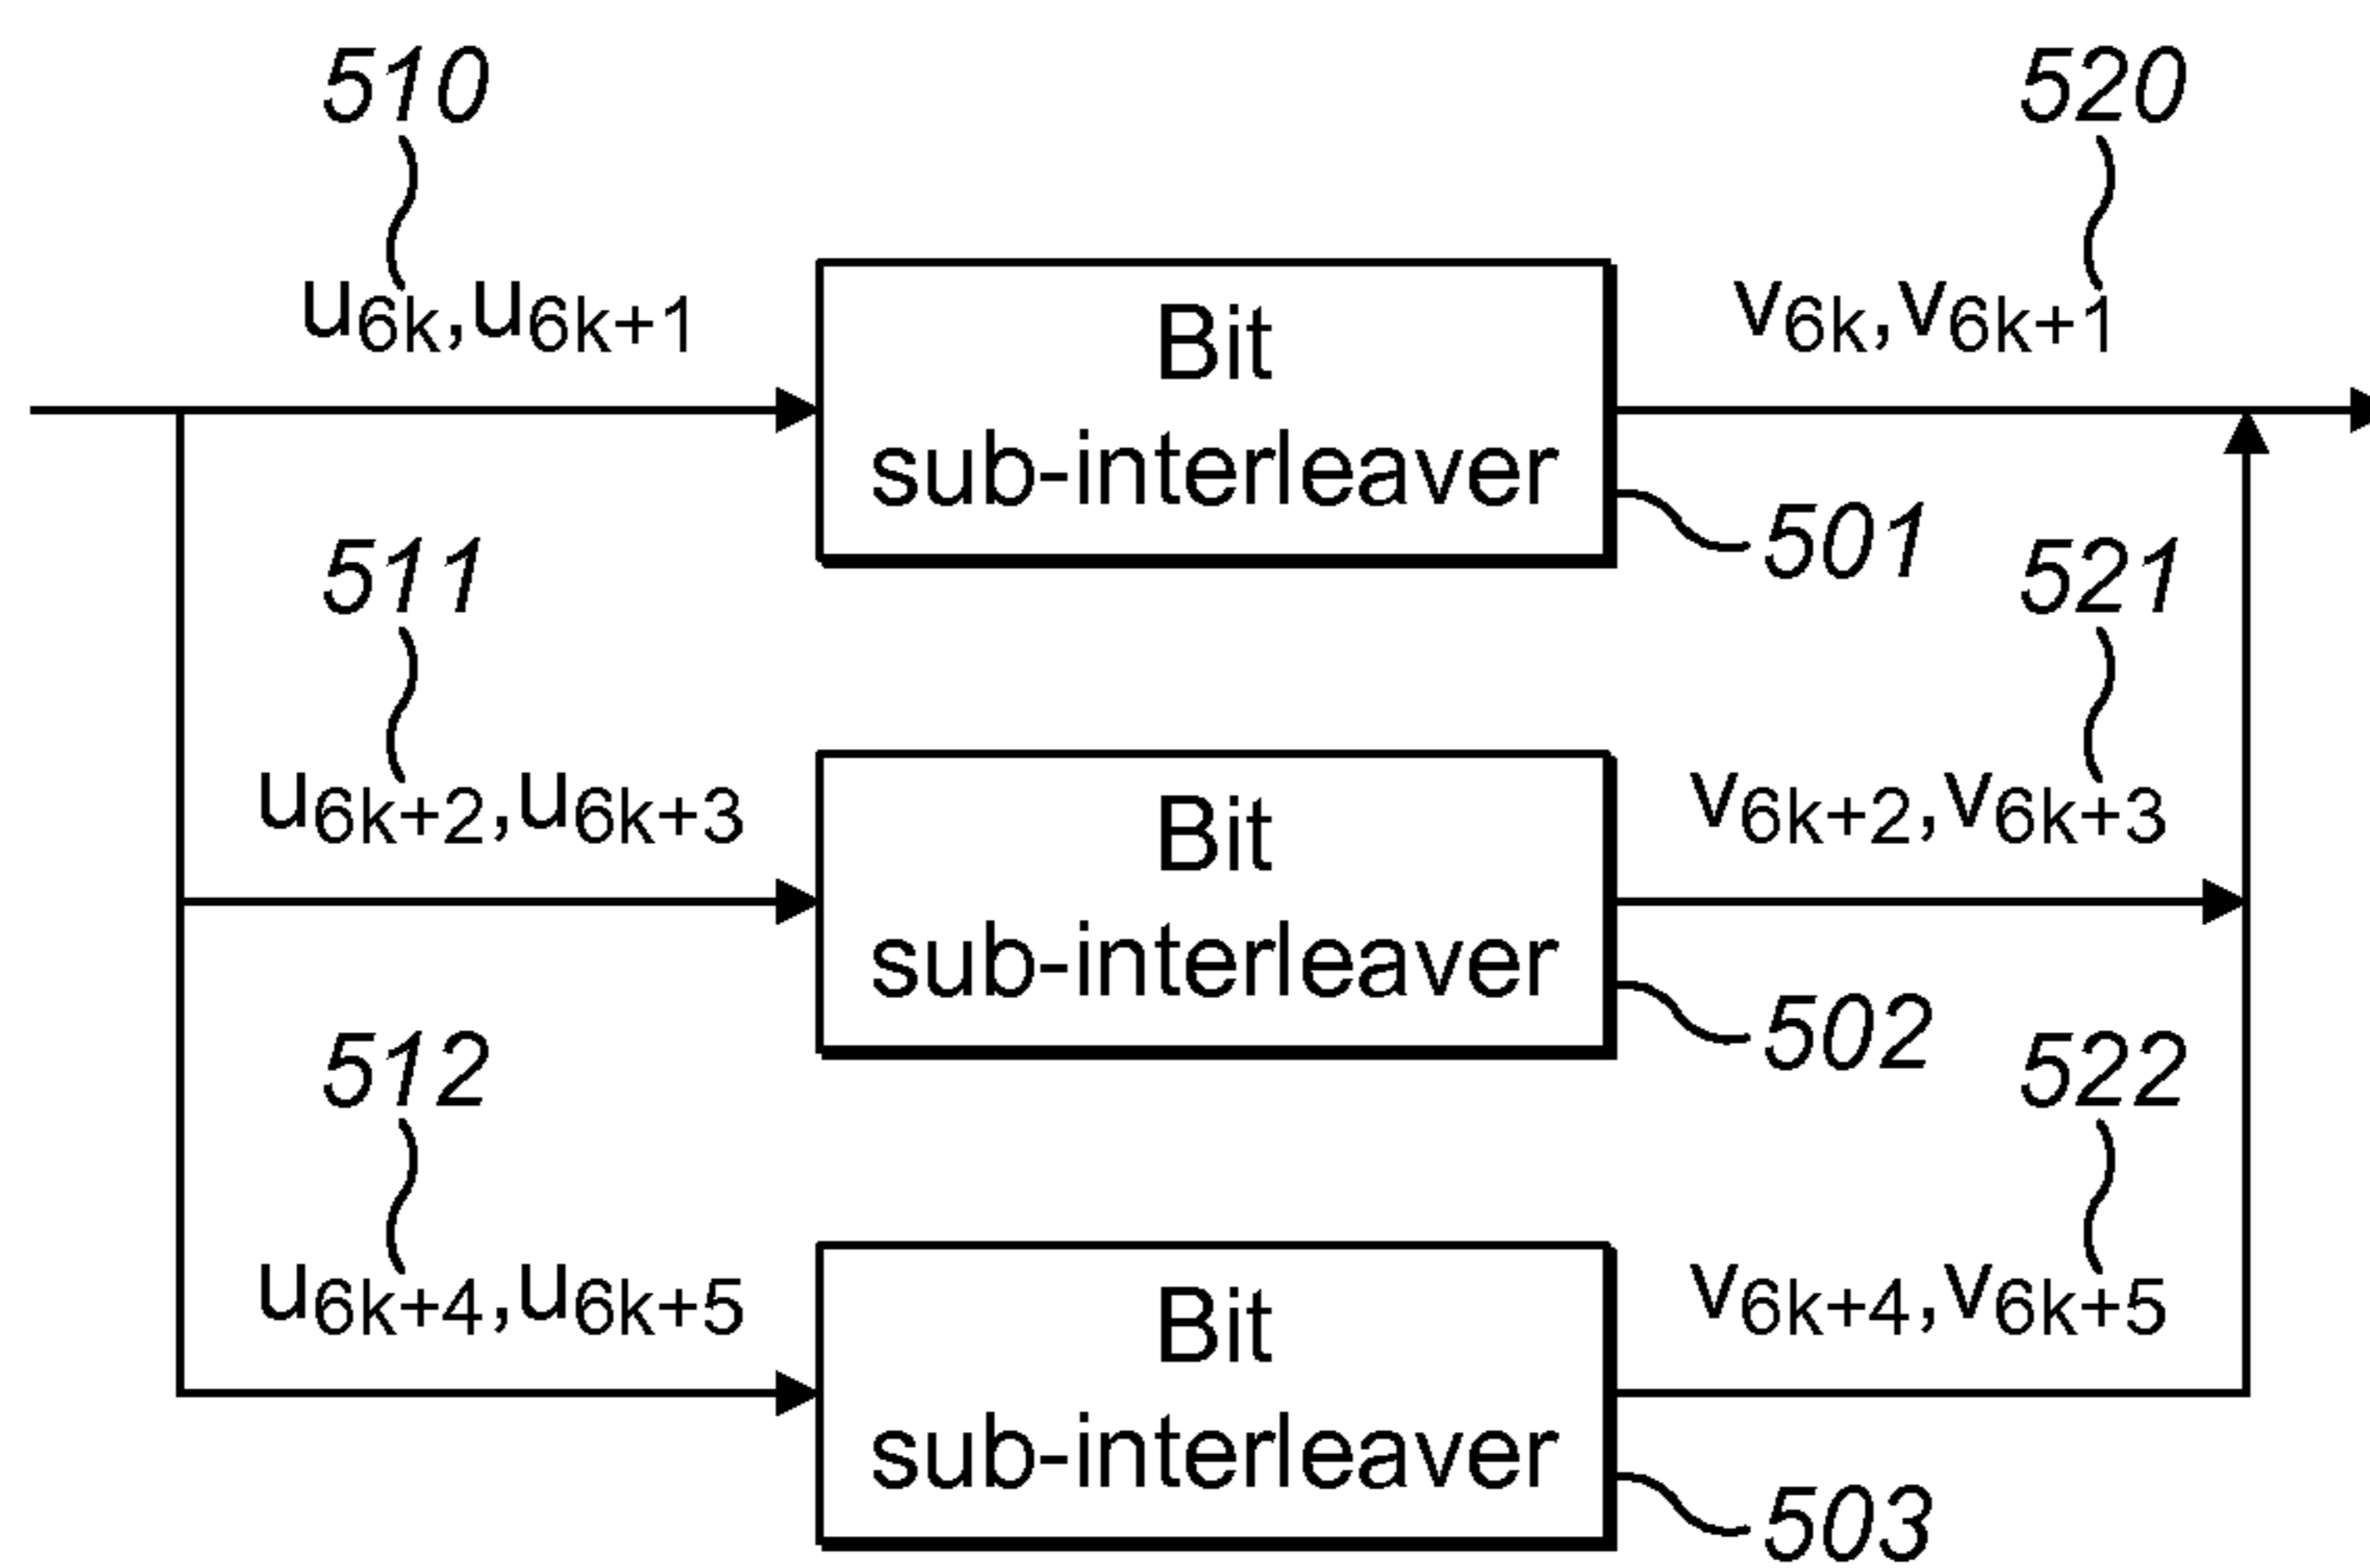 510
520
u6k,u6k+1
Bit
sub-interleaver
v6k,v6k+1
501
511
521
u6k+2,u6k+3
Bit
sub-interleaver
v6k+2,v6k+3
502
512
522
u6k+4,u6k+5
Bit
sub-interleaver
v6k+4,v6k+5
503